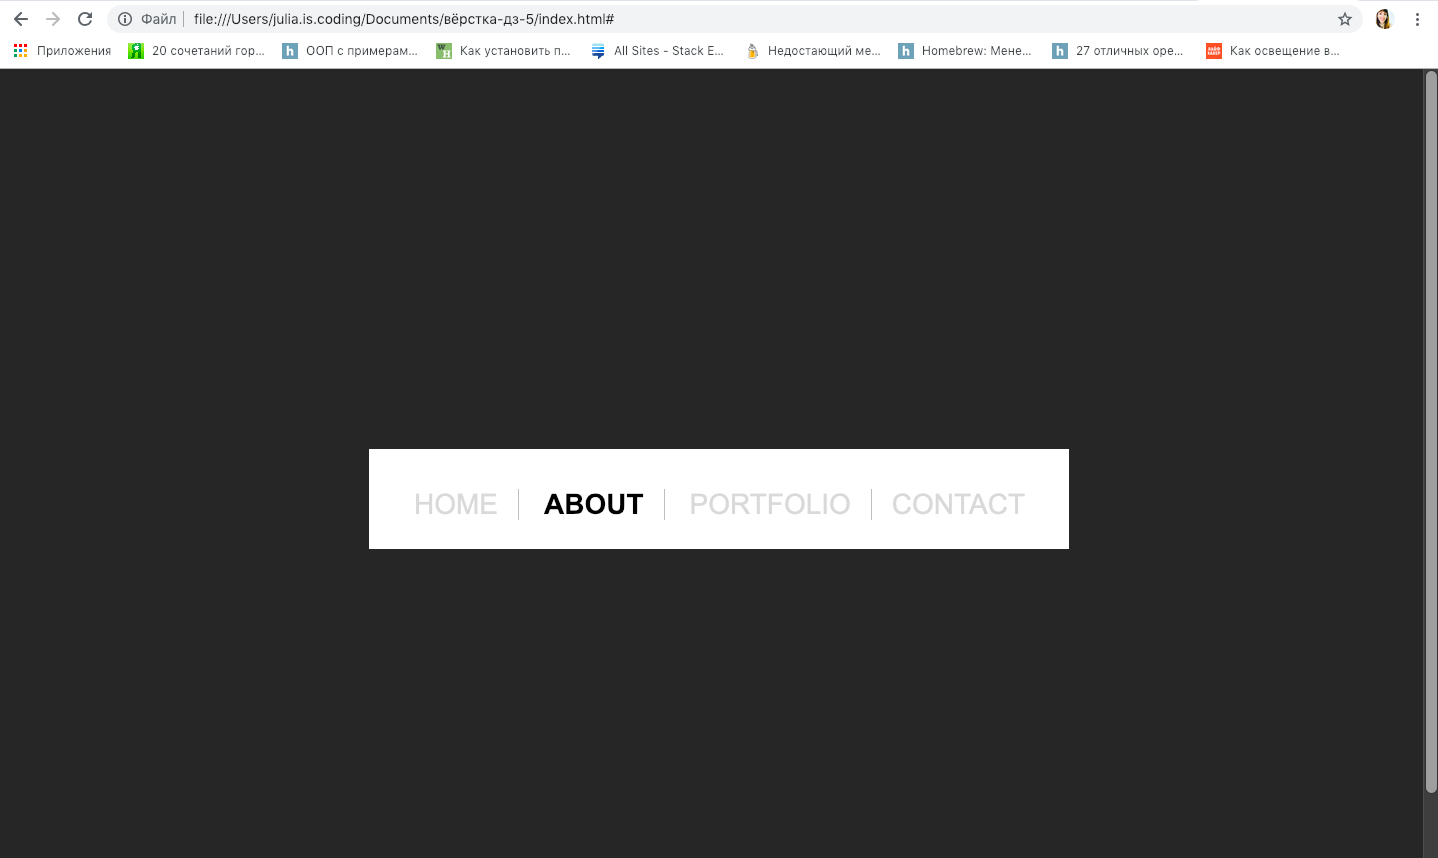 Файл file:///Users/julia.is.coding/Documents/вёрстка-дз-5/index.html#
Приложения 20 сочетаний гор... ООП с примерам... Как установить п... All Sites - Stack E... Недостающий ме... Homebrew: Мене... 27 отличных оре... Как освещение в...
HOME ABOUT PORTFOLIO CONTACT